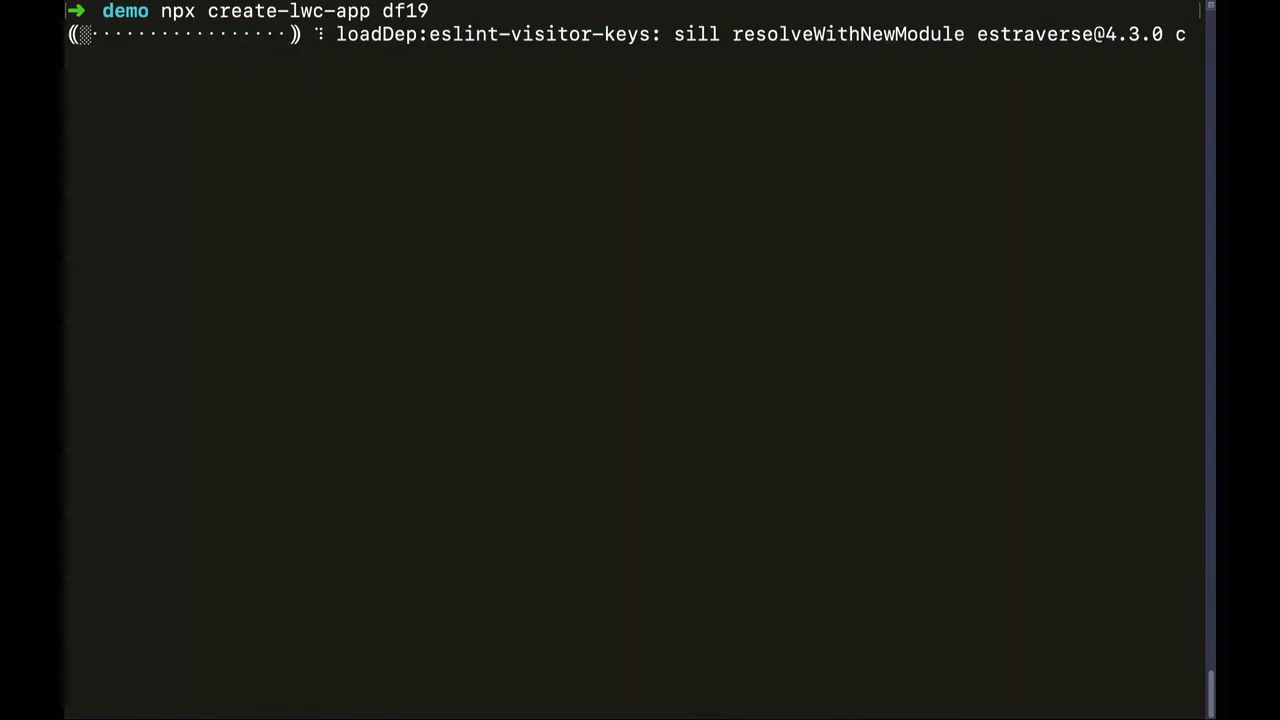 ➜ demo npx create-lwc-app df19
⸨░⠂⠂⠂⠂⠂⠂⠂⠂⠂⠂⠂⠂⠂⠂⠂⠂⠂⸩ ⠹ loadDep:eslint-visitor-keys: sill resolveWithNewModule estraverse@4.3.0 c